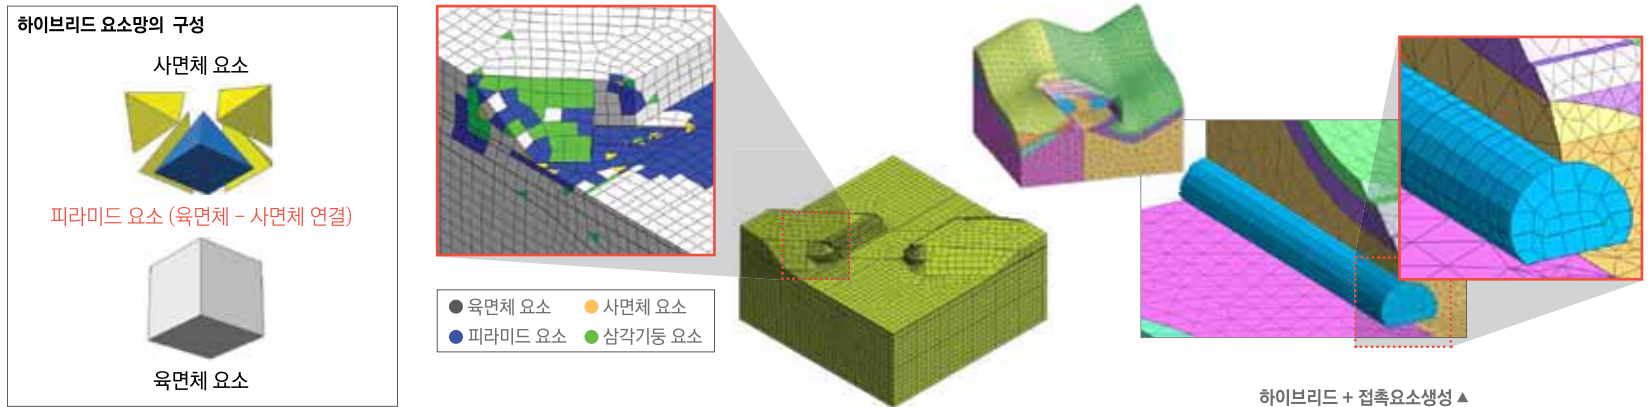 하이브리드 요소망의 구성
사면체 요소
피라미드 요소 (육면체 – 사면체 연결)
육면체 요소
육면체 요소
사면체 요소
피라미드 요소
삼각기둥 요소
하이브리드 + 접촉요소생성 ▲